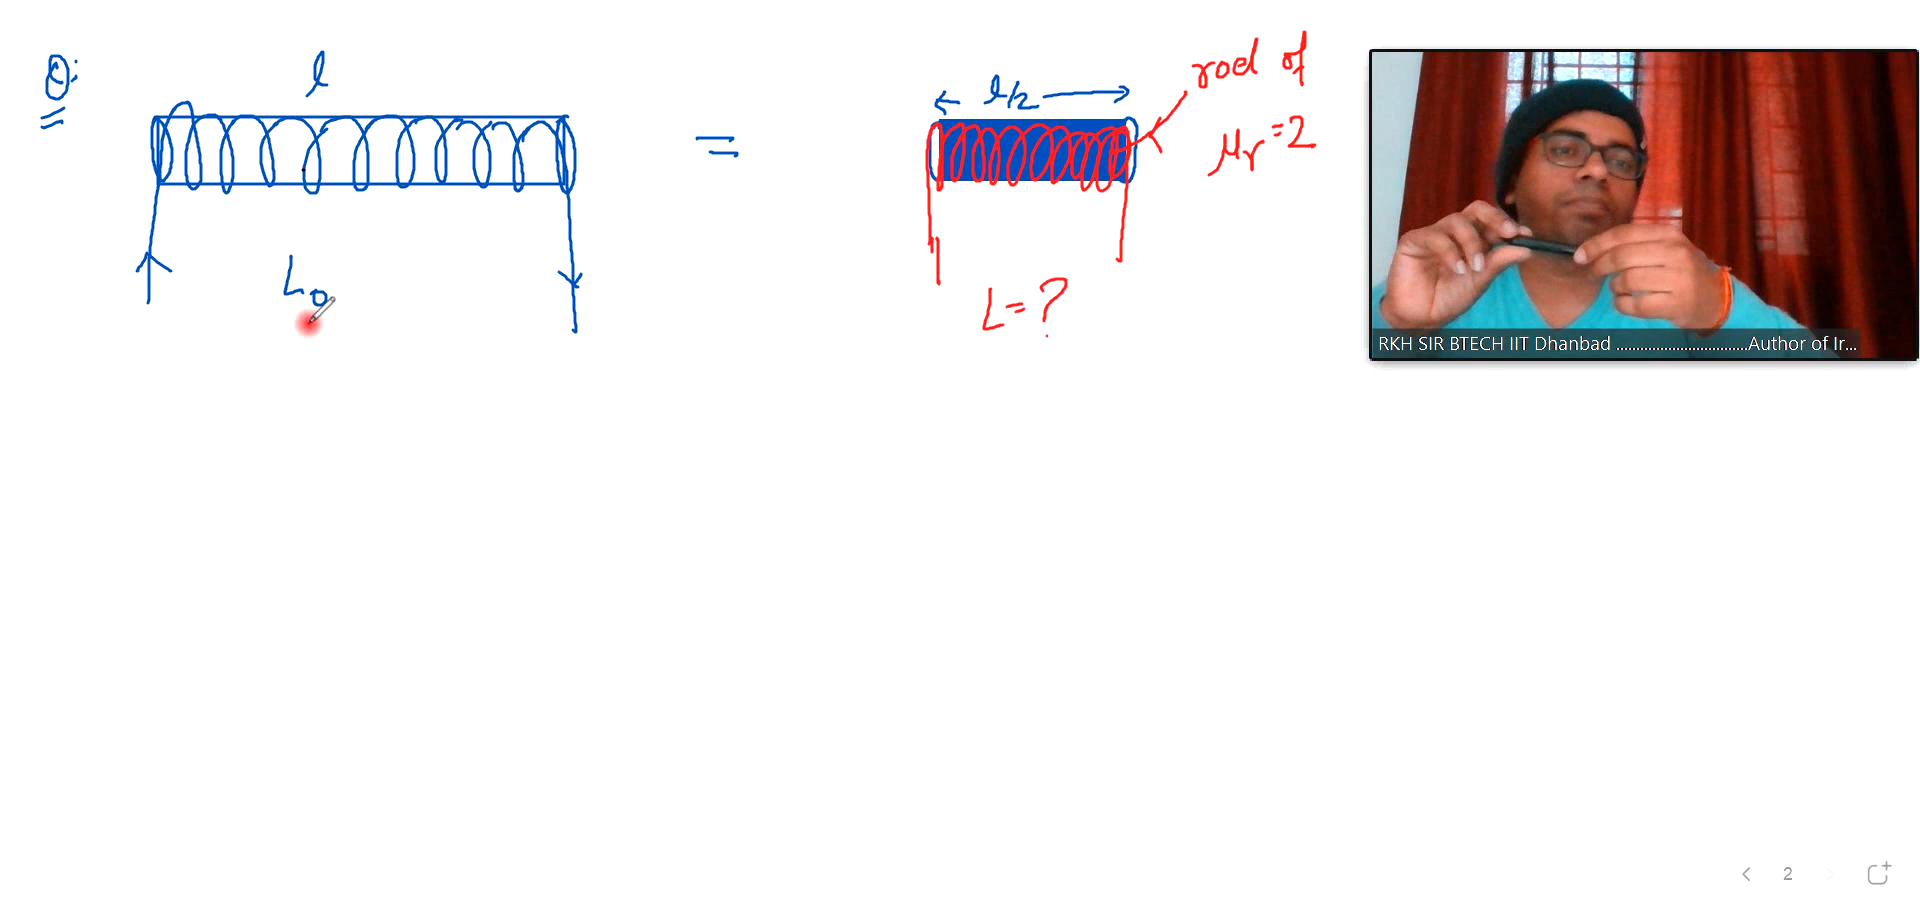 Q:
l
L₀
=
l/2
rod of
μr=2
L=?
RKH SIR BTECH IIT Dhanbad ..................................Author of Ir...
2